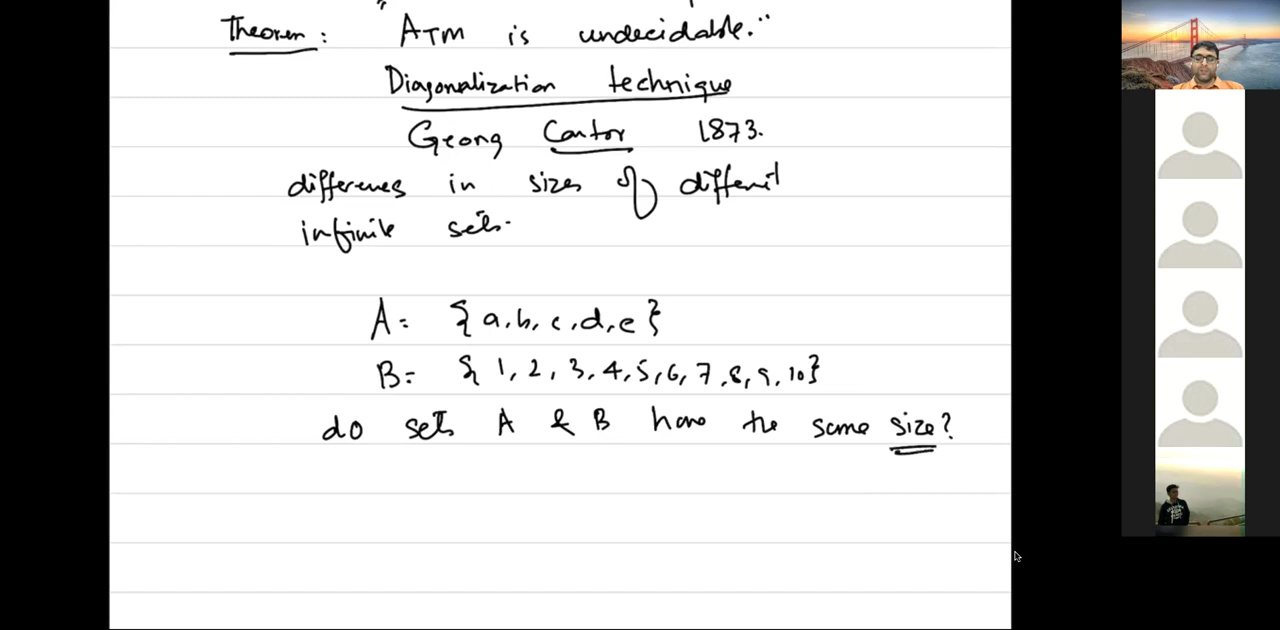 Theorem: "ATM is undecidable."
Diagonalization technique
Georg Cantor 1873.
differences in sizes of different
infinite sets.
A = {a, b, c, d, e}
B = {1, 2, 3, 4, 5, 6, 7, 8, 9, 10}
do sets A & B have the same size?